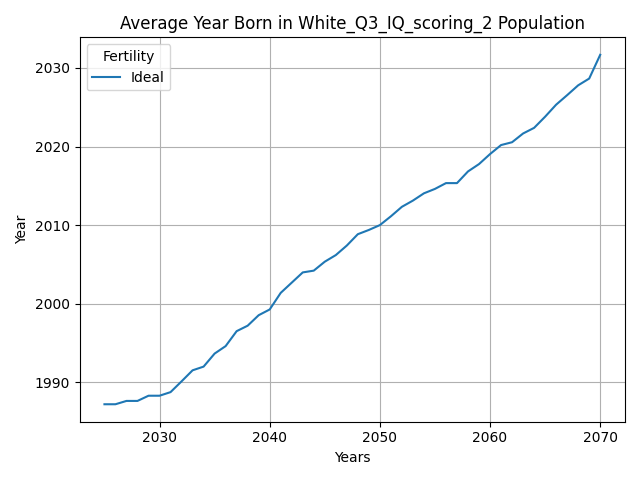 Average Year Born in White_Q3_IQ_scoring_2 Population
Fertility
Ideal
Year
2030
2020
2010
2000
1990
2030 2040 2050 2060 2070
Years